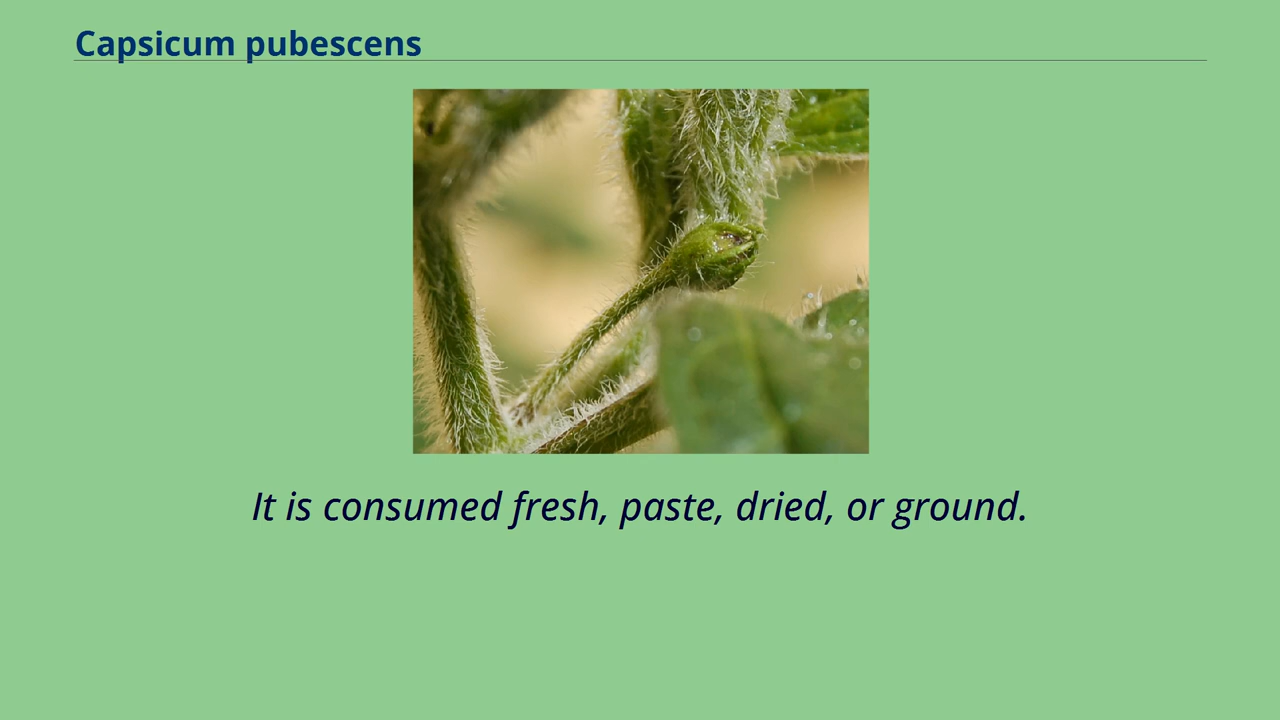 Capsicum pubescens
It is consumed fresh, paste, dried, or ground.